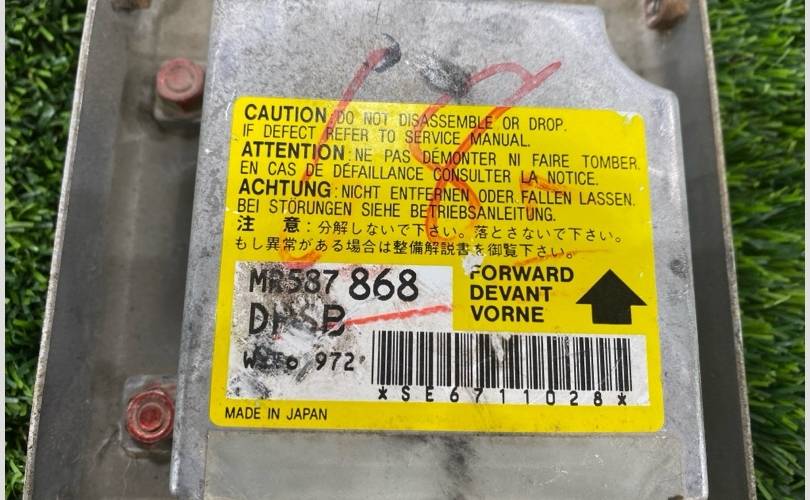 CAUTION: DO NOT DISASSEMBLE OR DROP.
IF DEFECT REFER TO SERVICE MANUAL.
ATTENTION: NE PAS DÉMONTER NI FAIRE TOMBER.
EN CAS DE DÉFAILLANCE CONSULTER LA NOTICE.
ACHTUNG: NICHT ENTFERNEN ODER FALLEN LASSEN.
BEI STÖRUNGEN SIEHE BETRIEBSANLEITUNG.
注 意: 分解しないで下さい。落とさないで下さい。
もし異常がある場合は整備解説書を御覧下さい。
MR587 868
FORWARD
DEVANT
VORNE
972
*SE6711028*
MADE IN JAPAN